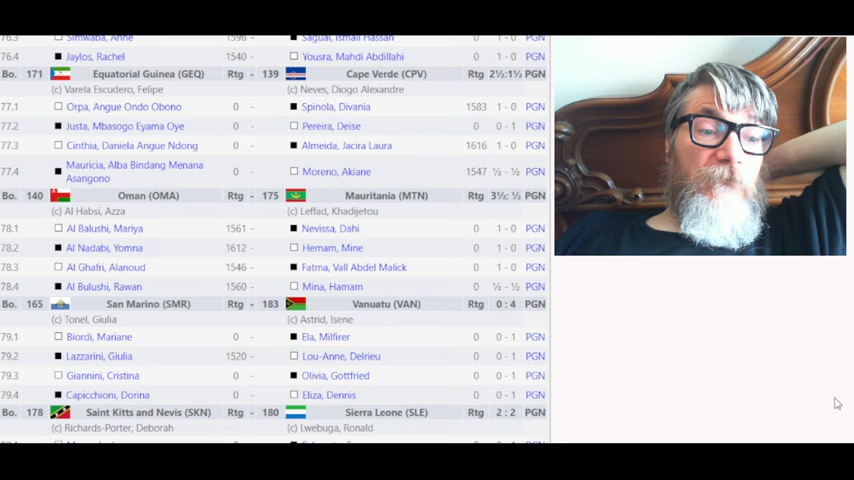 76.3 Simwaba, Anne 1596 - Sagual, Ismail Hassan 0 1 - 0 PGN
76.4 Jaylos, Rachel 1540 - Yousra, Mahdi Abdillahi 0 1 - 0 PGN
Bo. 171 Equatorial Guinea (GEQ) Rtg - 139 Cape Verde (CPV) Rtg 2½:1½ PGN
(c) Varela Escudero, Felipe (c) Neves, Diogo Alexandre
77.1 Orpa, Angue Ondo Obono 0 - Spinola, Divania 1583 1 - 0 PGN
77.2 Justa, Mbasogo Eyama Oye 0 - Pereira, Deise 0 0 - 1 PGN
77.3 Cinthia, Daniela Angue Ndong 0 - Almeida, Jacira Laura 1616 1 - 0 PGN
77.4 Mauricia, Alba Bindang Menana Asangono 0 - Moreno, Akiane 1547 ½ - ½ PGN
Bo. 140 Oman (OMA) Rtg - 175 Mauritania (MTN) Rtg 3½: ½ PGN
(c) Al Habsi, Azza (c) Leffad, Khadijetou
78.1 Al Balushi, Mariya 1561 - Nevissa, Dahi 0 1 - 0 PGN
78.2 Al Nadabi, Yomna 1612 - Hemam, Mine 0 1 - 0 PGN
78.3 Al Ghafri, Alanoud 1546 - Fatma, Vall Abdel Malick 0 1 - 0 PGN
78.4 Al Bulushi, Rawan 1560 - Mina, Hamam 0 ½ - ½ PGN
Bo. 165 San Marino (SMR) Rtg - 183 Vanuatu (VAN) Rtg 0 : 4 PGN
(c) Tonel, Giulia (c) Astrid, Isene
79.1 Biordi, Mariane 0 - Ela, Milfirer 0 0 - 1 PGN
79.2 Lazzarini, Giulia 1520 - Lou-Anne, Delrieu 0 0 - 1 PGN
79.3 Giannini, Cristina 0 - Olivia, Gottfried 0 0 - 1 PGN
79.4 Capicchioni, Dorina 0 - Eliza, Dennis 0 0 - 1 PGN
Bo. 178 Saint Kitts and Nevis (SKN) Rtg - 180 Sierra Leone (SLE) Rtg 2 : 2 PGN
(c) Richards-Porter, Deborah (c) Lwebuga, Ronald